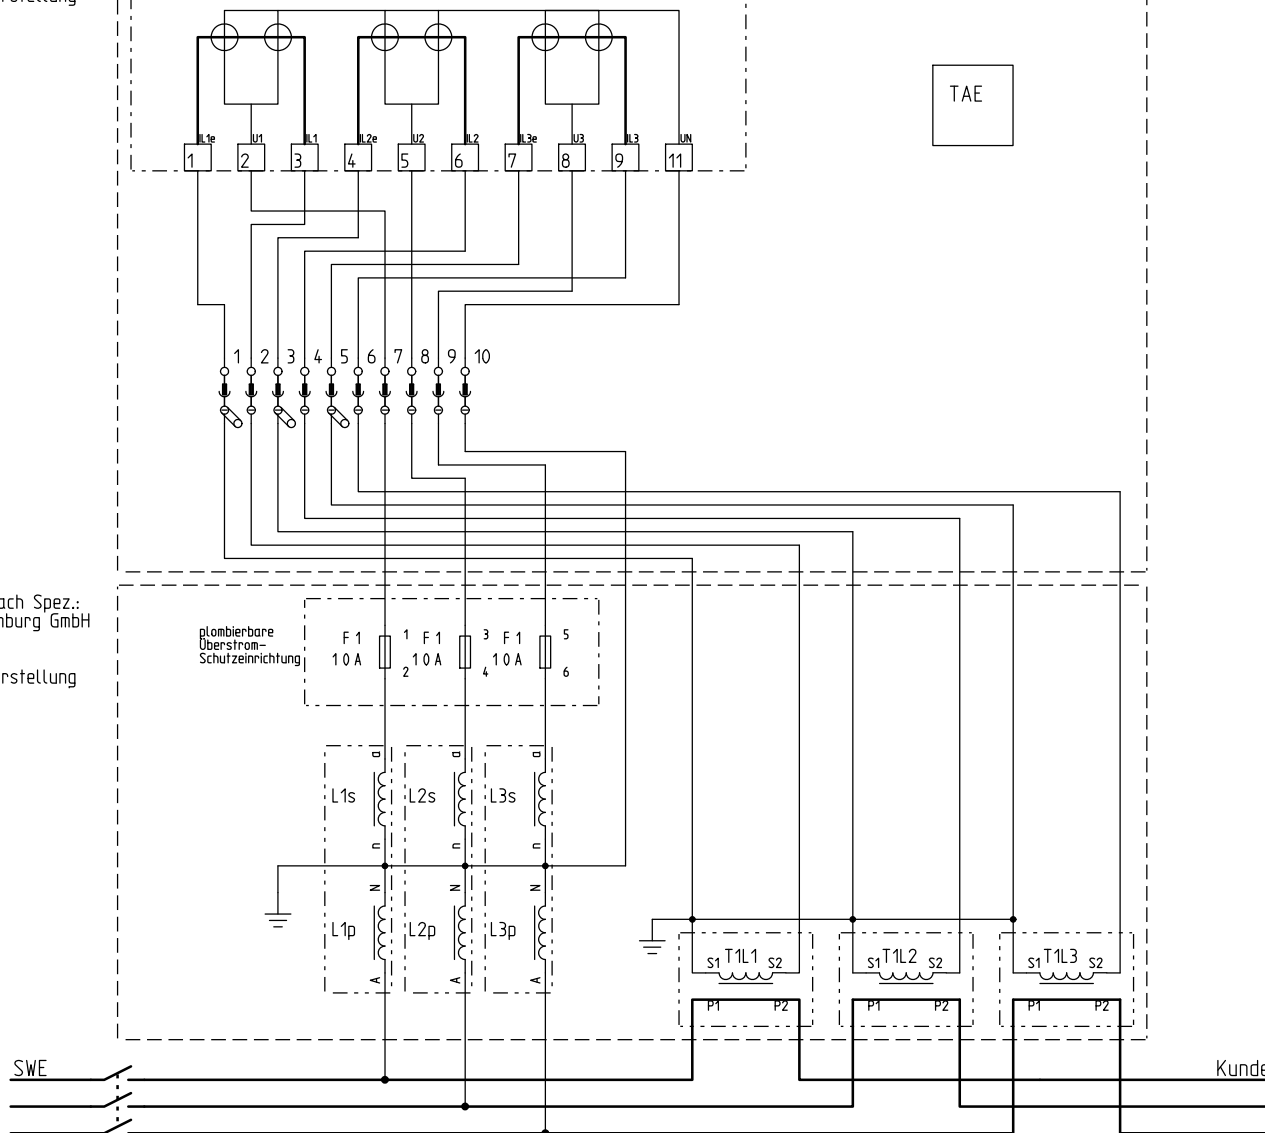 TAE
IL1e U1 IL1 IL2e U2 IL2 IL3e U3 IL3 UN
1 2 3 4 5 6 7 8 9 11
1 2 3 4 5 6 7 8 9 10
ach Spez.:
nburg GmbH
rstellung
plombierbare
Überstrom-
Schutzeinrichtung
F1 1 F1 3 F1 5
10A 2 10A 4 10A 6
a a a
L1s L2s L3s
n n n
N N N
L1p L2p L3p
A A A
T1L1 T1L2 T1L3
S1 S2 S1 S2 S1 S2
P1 P2 P1 P2 P1 P2
SWE
Kunde